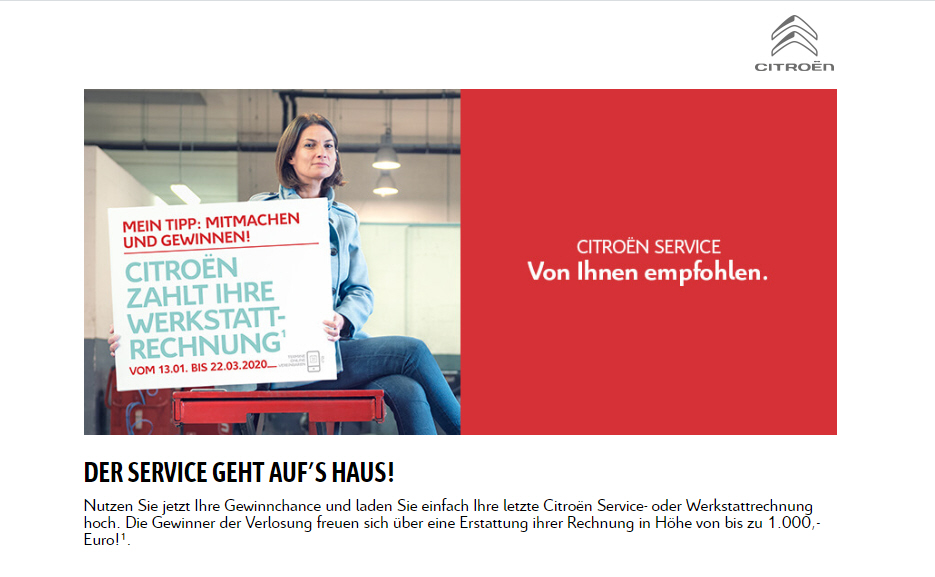 CITROËN
MEIN TIPP: MITMACHEN
UND GEWINNEN!
CITROËN
ZAHLT IHRE
WERKSTATT-
RECHNUNG¹
VOM 13.01. BIS 22.03.2020
CITROËN SERVICE
Von Ihnen empfohlen.
DER SERVICE GEHT AUF'S HAUS!
Nutzen Sie jetzt Ihre Gewinnchance und laden Sie einfach Ihre letzte Citroën Service- oder Werkstattrechnung
hoch. Die Gewinner der Verlosung freuen sich über eine Erstattung ihrer Rechnung in Höhe von bis zu 1.000,-
Euro!¹.